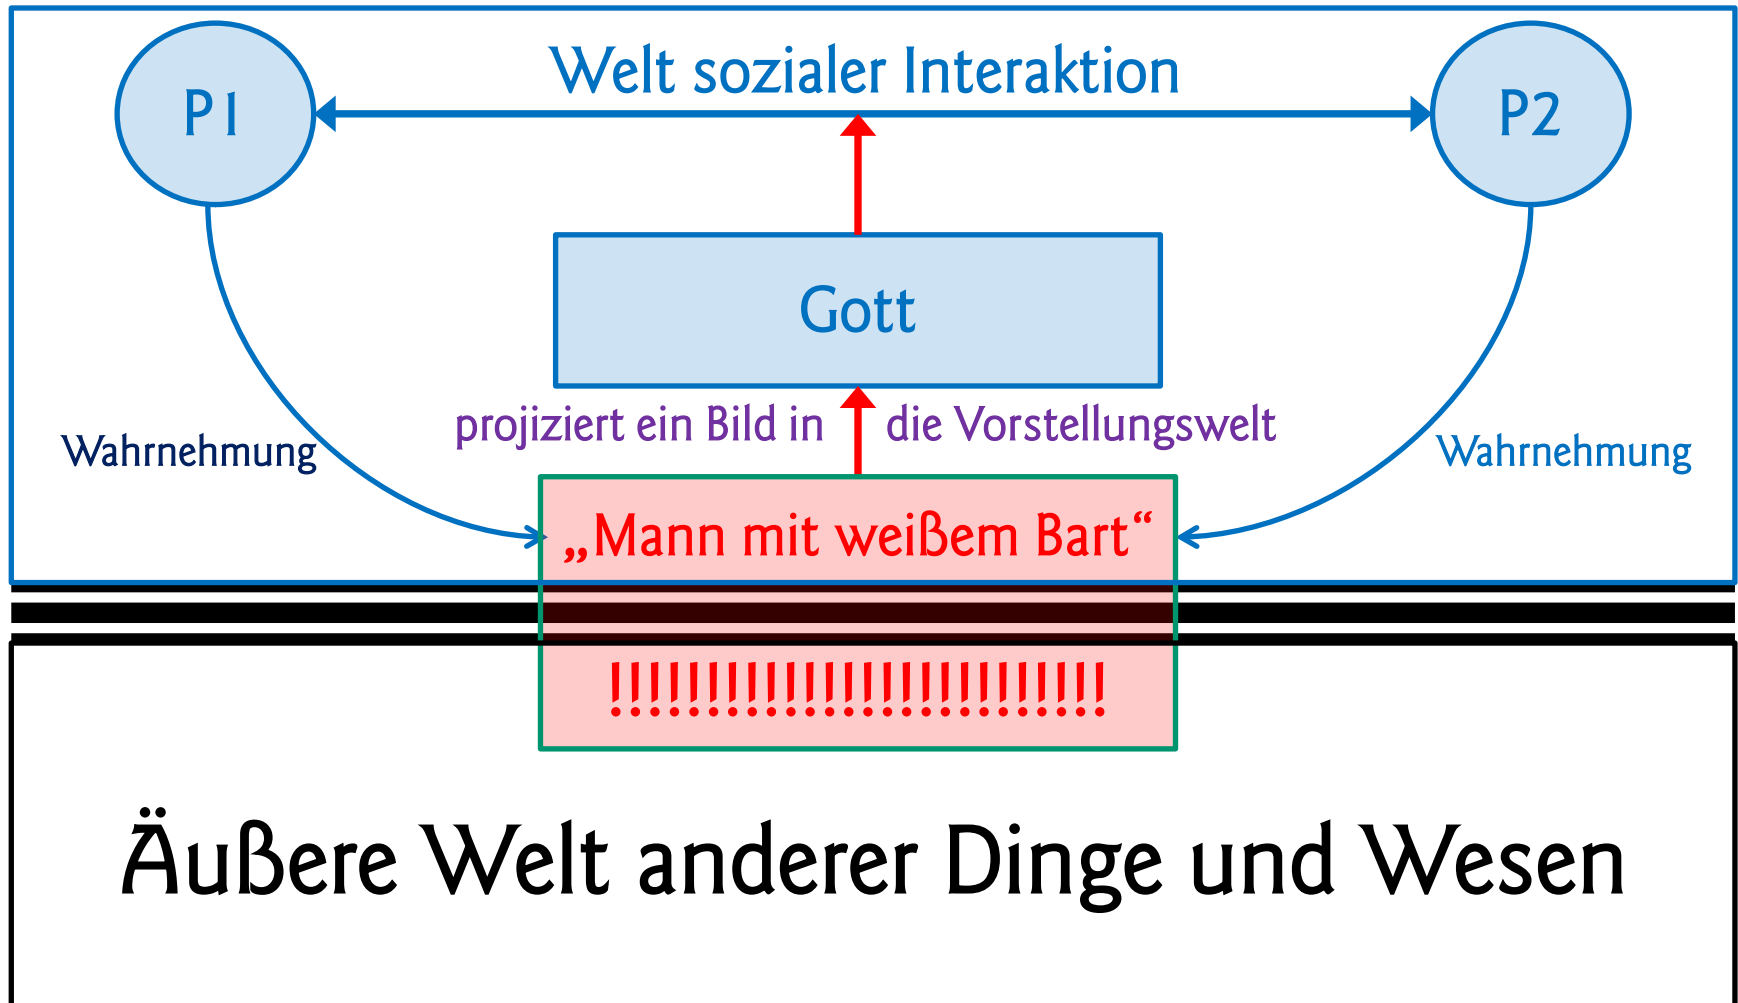 Welt sozialer Interaktion
P1
P2
Gott
projiziert ein Bild in die Vorstellungswelt
Wahrnehmung
Wahrnehmung
„Mann mit weißem Bart“
!!!!!!!!!!!!!!!!!!!!!!!!!!
Äußere Welt anderer Dinge und Wesen